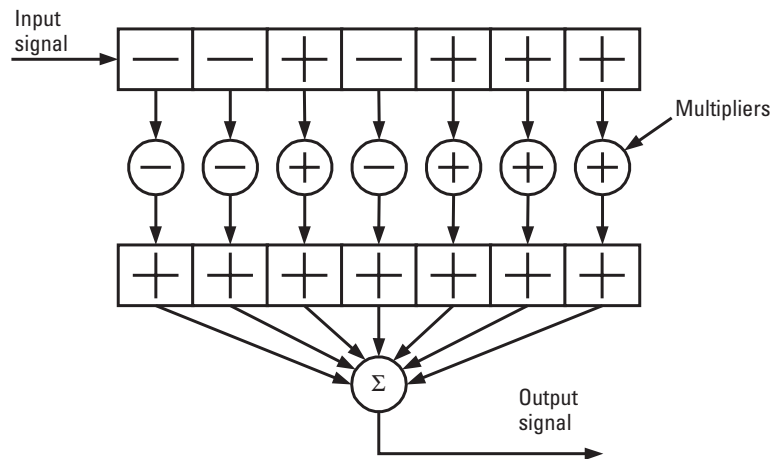 Input
signal
— — + — + + +
Multipliers
— — + — + + +
+ + + + + + +
Σ
Output
signal